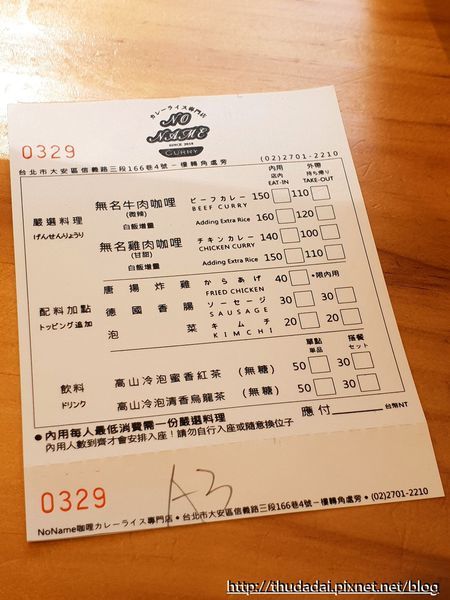 カレーライス専門店
NO
NAME
SINCE 2018
CURRY
0329
台北市大安區信義路三段166巷4號－樓轉角處旁
(02)2701-2210
內用 外帶
店內 持ち帰り
EAT-IN TAKE-OUT
嚴選料理
げんせんりょうり
無名牛肉咖哩 ビーフカレー 150 110
(微辣) BEEF CURRY
白飯增量 Adding Extra Rice 160 120
無名雞肉咖哩 チキンカレー 140 100
(甘甜) CHICKEN CURRY
白飯增量 Adding Extra Rice 150 110
配料加點
トッピング追加
唐揚炸雞 からあげ 40 *限內用
FRIED CHICKEN
德國香腸 ソーセージ 30 30
SAUSAGE
泡菜 キムチ 20 20
KIMCHI
單點 搭餐
單品 セット
飲料
ドリンク
高山冷泡蜜香紅茶 (無糖) 50 30
高山冷泡清香烏龍茶 (無糖) 50 30
●內用每人最低消費需一份嚴選料理
內用人數到齊才會安排入座！請勿自行入座或隨意換位子
應付 台幣NT
0329
A3
NoName咖哩カレーライス專門店●台北市大安區信義路三段166巷4號－樓轉角處旁●(02)2701-2210
http://thudadai.pixnet.net/blog